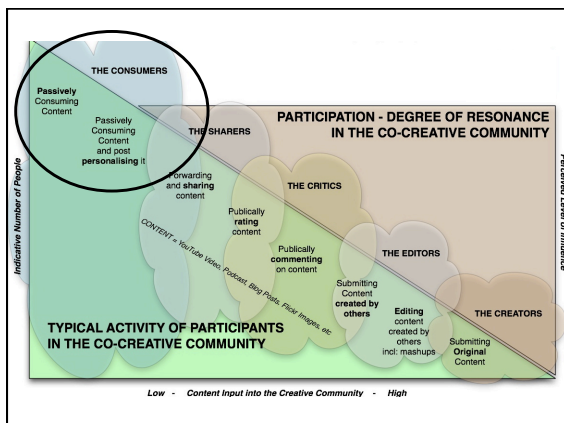 THE CONSUMERS
Passively
Consuming
Content
Passively
Consuming
Content
and post
personalising it
PARTICIPATION - DEGREE OF RESONANCE
IN THE CO-CREATIVE COMMUNITY
THE SHARERS
Forwarding
and sharing
content
THE CRITICS
Publically
rating
content
Publically
commenting
on content
THE EDITORS
Submitting
Content
created by
others
Editing
content
created by
others
incl: mashups
THE CREATORS
Submitting
Original
Content
CONTENT = YouTube Video, Podcast, Blog Posts, Flickr Images, etc
TYPICAL ACTIVITY OF PARTICIPANTS
IN THE CO-CREATIVE COMMUNITY
Indicative Number of People
Perceived Level of Influence
Low - Content Input into the Creative Community - High